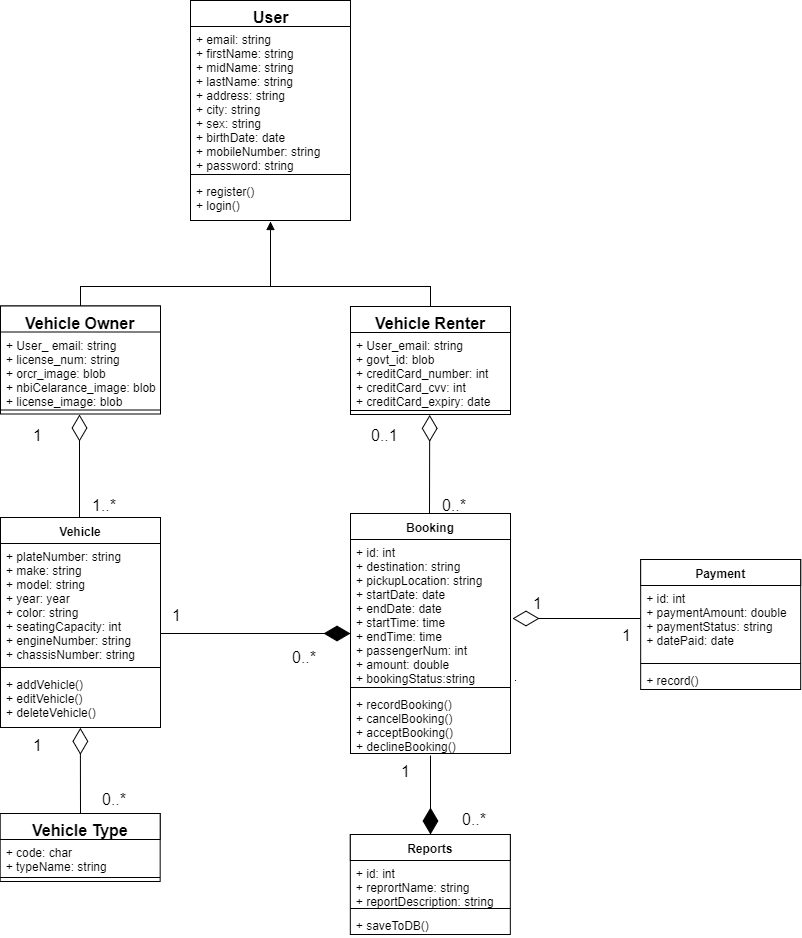 User
+ email: string
+ firstName: string
+ midName: string
+ lastName: string
+ address: string
+ city: string
+ sex: string
+ birthDate: date
+ mobileNumber: string
+ password: string
+ register()
+ login()
Vehicle Owner
+ User_ email: string
+ license_num: string
+ orcr_image: blob
+ nbiCelarance_image: blob
+ license_image: blob
Vehicle Renter
+ User_email: string
+ govt_id: blob
+ creditCard_number: int
+ creditCard_cvv: int
+ creditCard_expiry: date
1
1..*
0..1
0..*
Vehicle
+ plateNumber: string
+ make: string
+ model: string
+ year: year
+ color: string
+ seatingCapacity: int
+ engineNumber: string
+ chassisNumber: string
+ addVehicle()
+ editVehicle()
+ deleteVehicle()
1
0..*
Booking
+ id: int
+ destination: string
+ pickupLocation: string
+ startDate: date
+ endDate: date
+ startTime: time
+ endTime: time
+ passengerNum: int
+ amount: double
+ bookingStatus:string
+ recordBooking()
+ cancelBooking()
+ acceptBooking()
+ declineBooking()
1
1
Payment
+ id: int
+ paymentAmount: double
+ paymentStatus: string
+ datePaid: date
+ record()
1
0..*
Vehicle Type
+ code: char
+ typeName: string
1
0..*
Reports
+ id: int
+ reprortName: string
+ reportDescription: string
+ saveToDB()